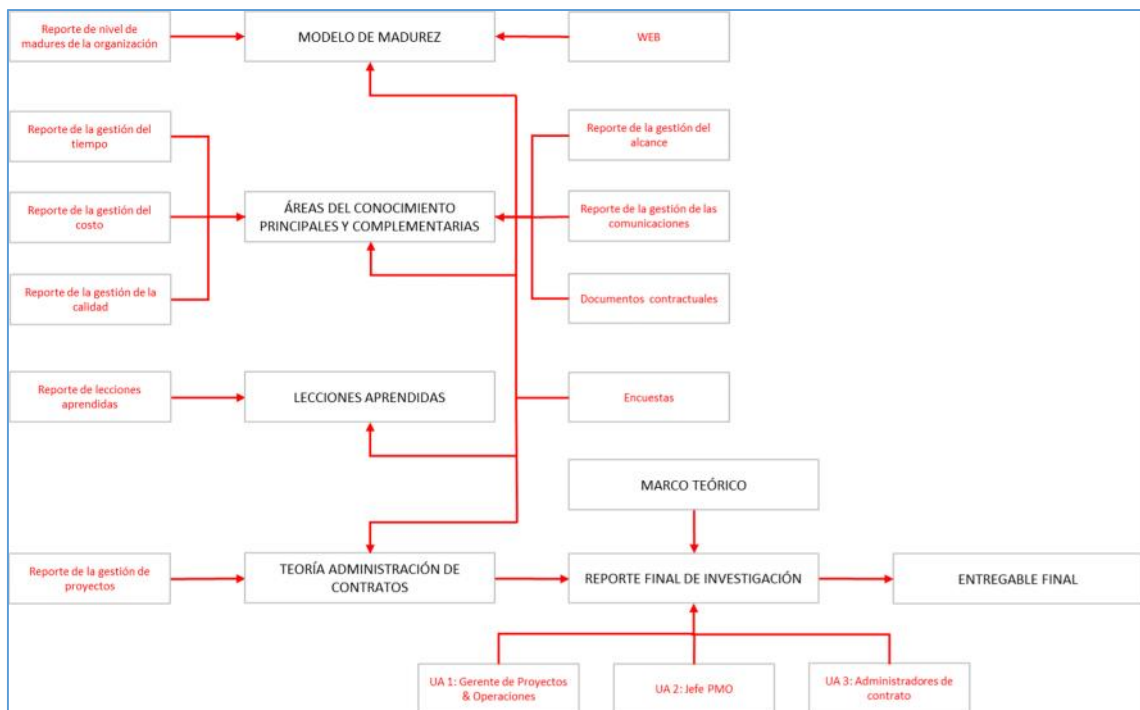 Reporte de nivel de
madures de la organización
MODELO DE MADUREZ
WEB
Reporte de la gestión del
tiempo
Reporte de la gestión del
alcance
Reporte de la gestión del
costo
ÁREAS DEL CONOCIMIENTO
PRINCIPALES Y COMPLEMENTARIAS
Reporte de la gestión de las
comunicaciones
Reporte de la gestión de la
calidad
Documentos contractuales
Reporte de lecciones
aprendidas
LECCIONES APRENDIDAS
Encuestas
MARCO TEÓRICO
Reporte de la gestión de
proyectos
TEORÍA ADMINISTRACIÓN DE
CONTRATOS
REPORTE FINAL DE INVESTIGACIÓN
ENTREGABLE FINAL
UA 1: Gerente de Proyectos
& Operaciones
UA 2: Jefe PMO
UA 3: Administradores de
contrato